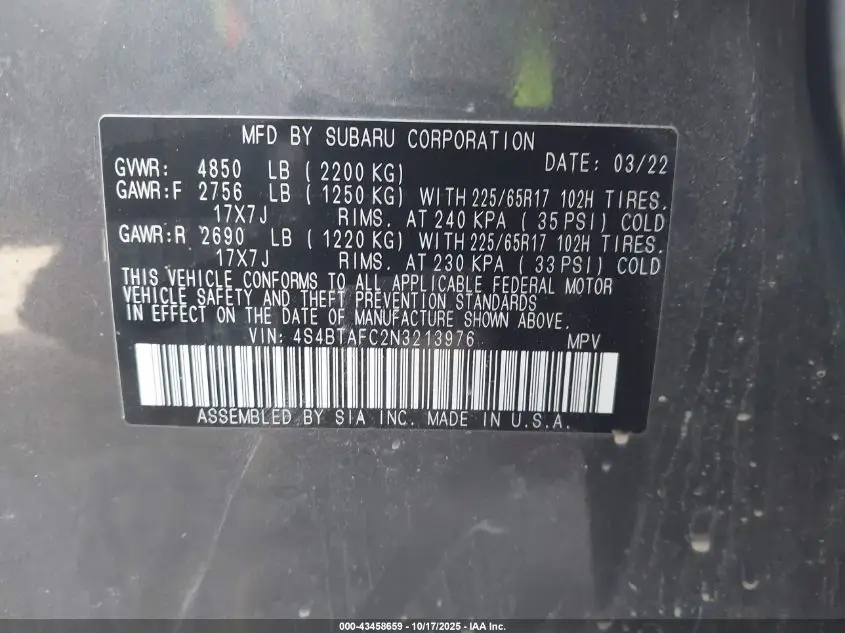 MFD BY SUBARU CORPORATION
GVWR: 4850 LB ( 2200 KG) DATE: 03/22
GAWR:F 2756 LB ( 1250 KG) WITH 225/65R17 102H TIRES.
17X7J RIMS. AT 240 KPA ( 35 PSI) COLD
GAWR:R 2690 LB ( 1220 KG) WITH 225/65R17 102H TIRES.
17X7J RIMS. AT 230 KPA ( 33 PSI) COLD
THIS VEHICLE CONFORMS TO ALL APPLICABLE FEDERAL MOTOR
VEHICLE SAFETY AND THEFT PREVENTION STANDARDS
IN EFFECT ON THE DATE OF MANUFACTURE SHOWN ABOVE.
VIN: 4S4BTAFC2N3213976 MPV
ASSEMBLED BY SIA INC. MADE IN U.S.A.
000-43458659 - 10/17/2025 - IAA Inc.